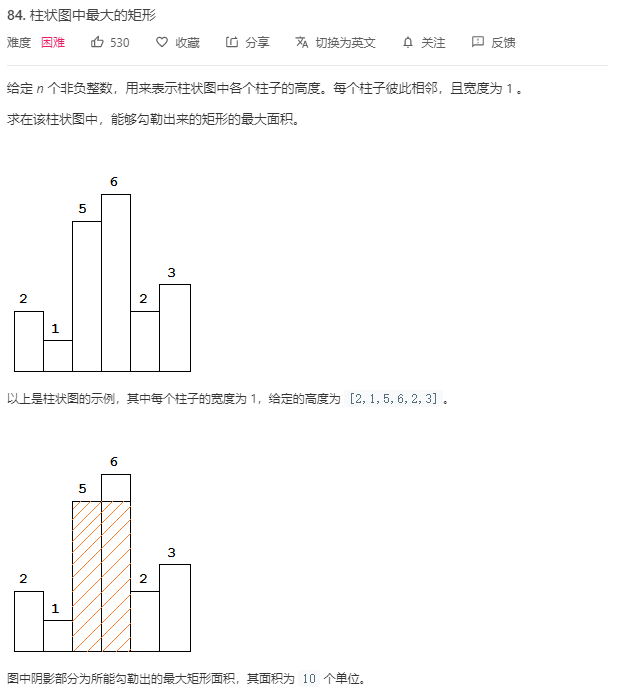 84. 柱状图中最大的矩形
难度 困难 530 收藏 分享 切换为英文 关注 反馈
给定 n 个非负整数，用来表示柱状图中各个柱子的高度。每个柱子彼此相邻，且宽度为 1 。
求在该柱状图中，能够勾勒出来的矩形的最大面积。
6
5
3
2
2
1
以上是柱状图的示例，其中每个柱子的宽度为 1，给定的高度为 [2,1,5,6,2,3]。
6
5
3
2
2
1
图中阴影部分为所能勾勒出的最大矩形面积，其面积为 10 个单位。